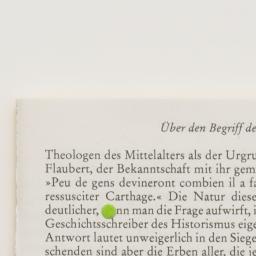 Über den Begriff de
Theologen des Mittelalters als der Urgru
Flaubert, der Bekanntschaft mit ihr gem
»Peu de gens devineront combien il a fa
ressusciter Carthage.« Die Natur diese
deutlicher, nn man die Frage aufwirft, i
Geschichtsschreiber des Historismus eige
Antwort lautet unweigerlich in den Siege
schenden sind aber die Erben aller, die je